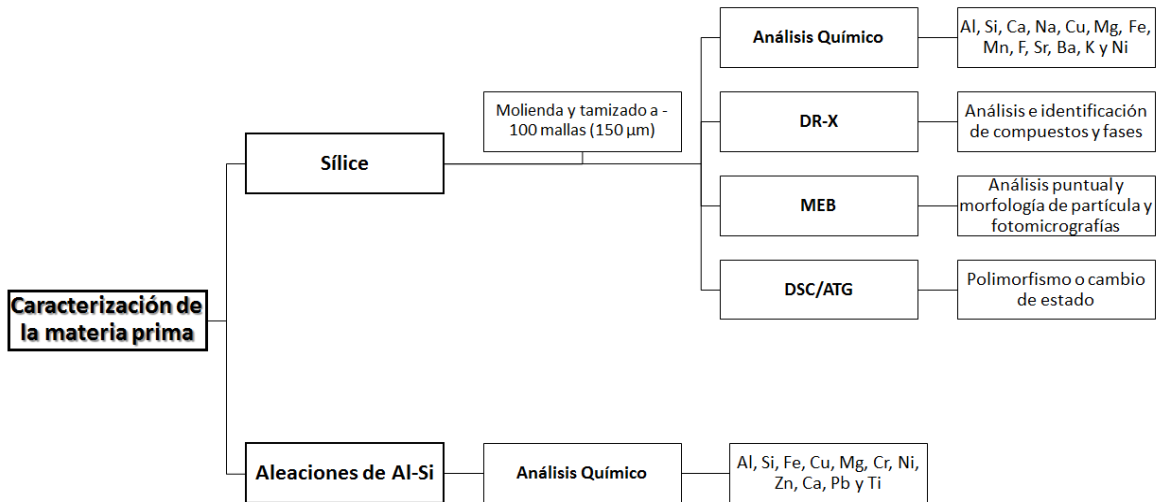 Caracterización de
la materia prima
Sílice
Molienda y tamizado a -
100 mallas (150 µm)
Análisis Químico
Al, Si, Ca, Na, Cu, Mg, Fe,
Mn, F, Sr, Ba, K y Ni
DR-X
Análisis e identificación
de compuestos y fases
MEB
Análisis puntual y
morfología de partícula y
fotomicrografías
DSC/ATG
Polimorfismo o cambio
de estado
Aleaciones de Al-Si
Análisis Químico
Al, Si, Fe, Cu, Mg, Cr, Ni,
Zn, Ca, Pb y Ti